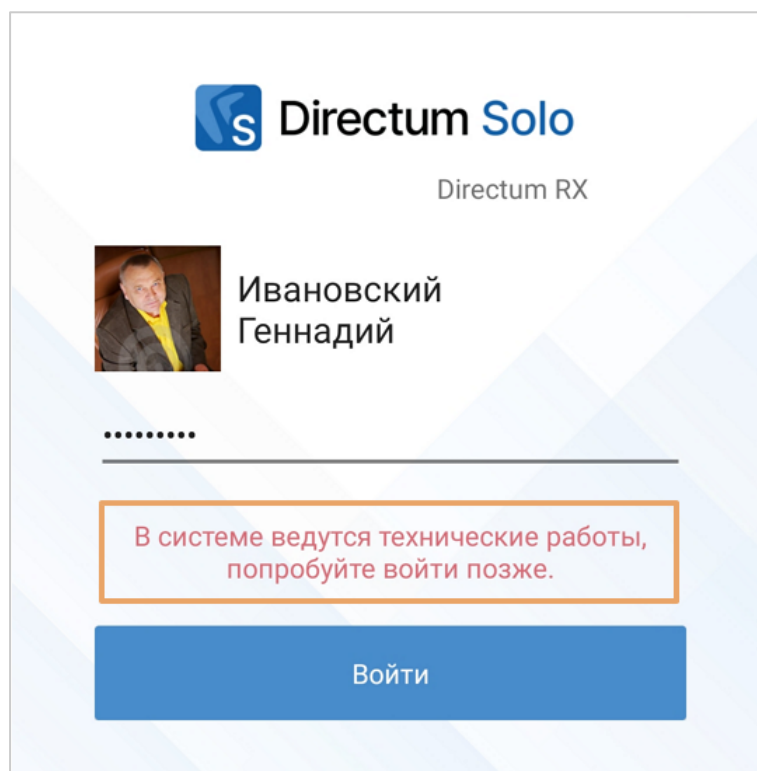 S Directum Solo
Directum RX
Ивановский
Геннадий
•••••••••
В системе ведутся технические работы,
попробуйте войти позже.
Войти